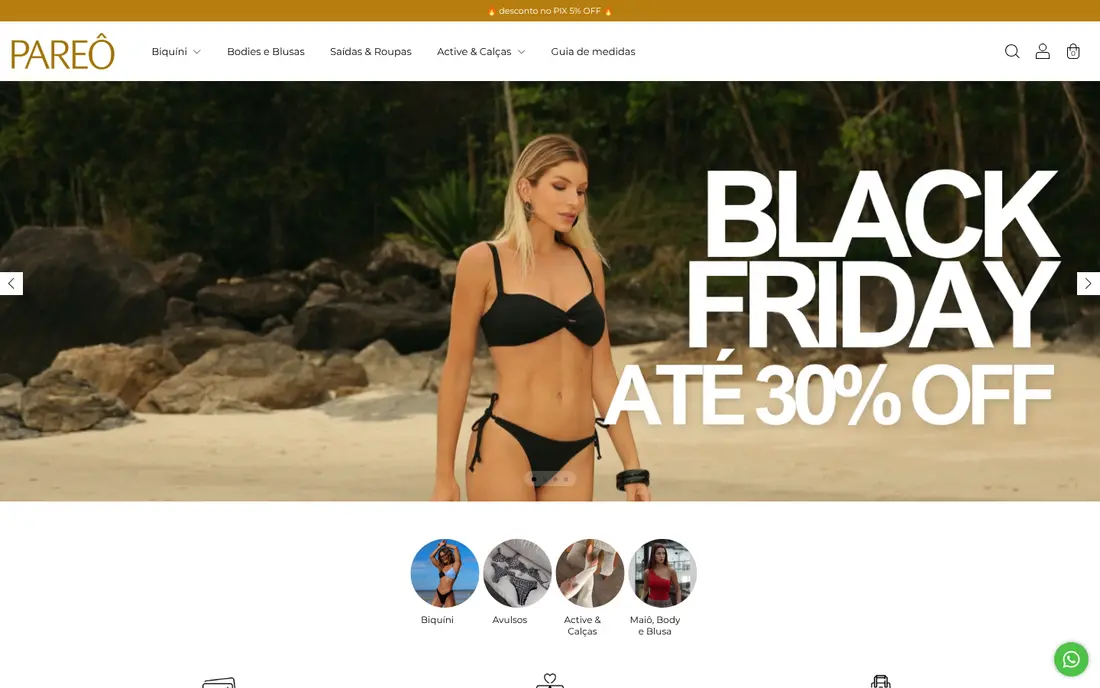 🔥 desconto no PIX 5% OFF 🔥
PAREÔ
Biquíni
Bodies e Blusas
Saídas & Roupas
Active & Calças
Guia de medidas
0
BLACK
FRIDAY
ATÉ 30% OFF
Biquíni
Avulsos
Active &
Calças
Maiô, Body
e Blusa